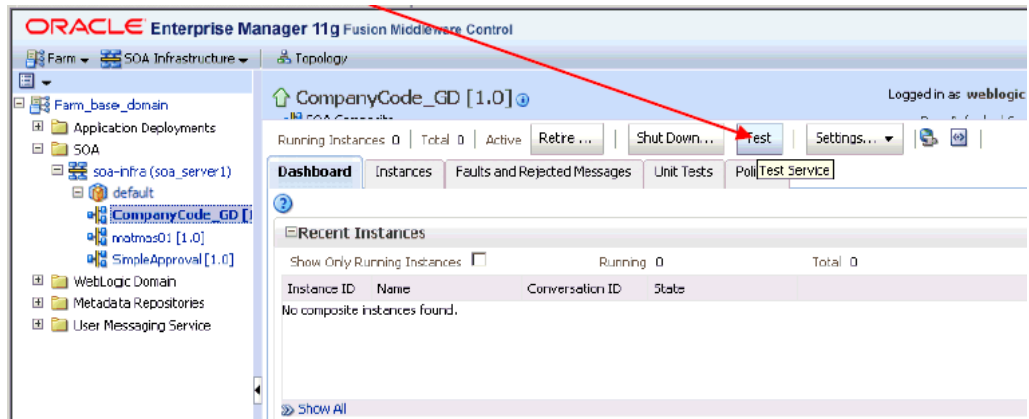 ORACLE Enterprise Manager 11g Fusion Middleware Control
Farm SOA Infrastructure Topology
Farm_base_domain
Application Deployments
SOA
soa-infra (soa_server1)
default
CompanyCode_GD [1
matmas01 [1.0]
SimpleApproval [1.0]
WebLogic Domain
Metadata Repositories
User Messaging Service
CompanyCode_GD [1.0]
Logged in as weblogic
SOA Composite
Running Instances 0 Total 0 Active Retire ... Shut Down... Test Settings...
Dashboard Instances Faults and Rejected Messages Unit Tests Poli
Test Service
Recent Instances
Show Only Running Instances Running 0 Total 0
Instance ID Name Conversation ID State
No composite instances found.
Show All